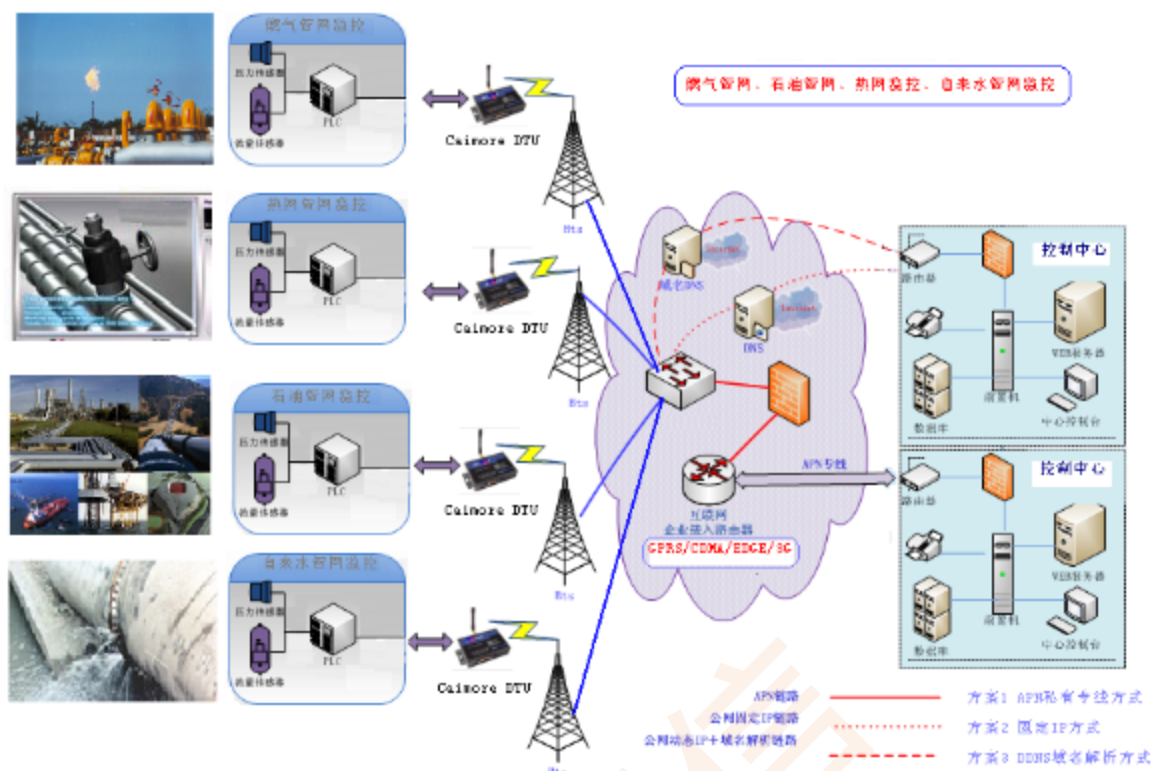 燃气管网监控
压力传感器
流量传感器
PLC
Caimore DTU
Bts
燃气管网、石油管网、热网监控、自来水管网监控
热网管网监控
压力传感器
流量传感器
PLC
Caimore DTU
Bts
石油管网监控
压力传感器
流量传感器
PLC
Caimore DTU
Bts
自来水管网监控
压力传感器
流量传感器
PLC
Caimore DTU
Bts
域名DNS
Internet
DNS
Internet
互联网
企业接入路由器
GPRS/CDMA/EDGE/3G
APN专线
控制中心
路由器
WEB服务器
前置机
数据库
中心控制台
控制中心
路由器
WEB服务器
前置机
数据库
中心控制台
APN链路
方案1 APN私有专线方式
公网固定IP链路
方案2 固定IP方式
公网动态IP+域名解析链路
方案3 DDNS域名解析方式